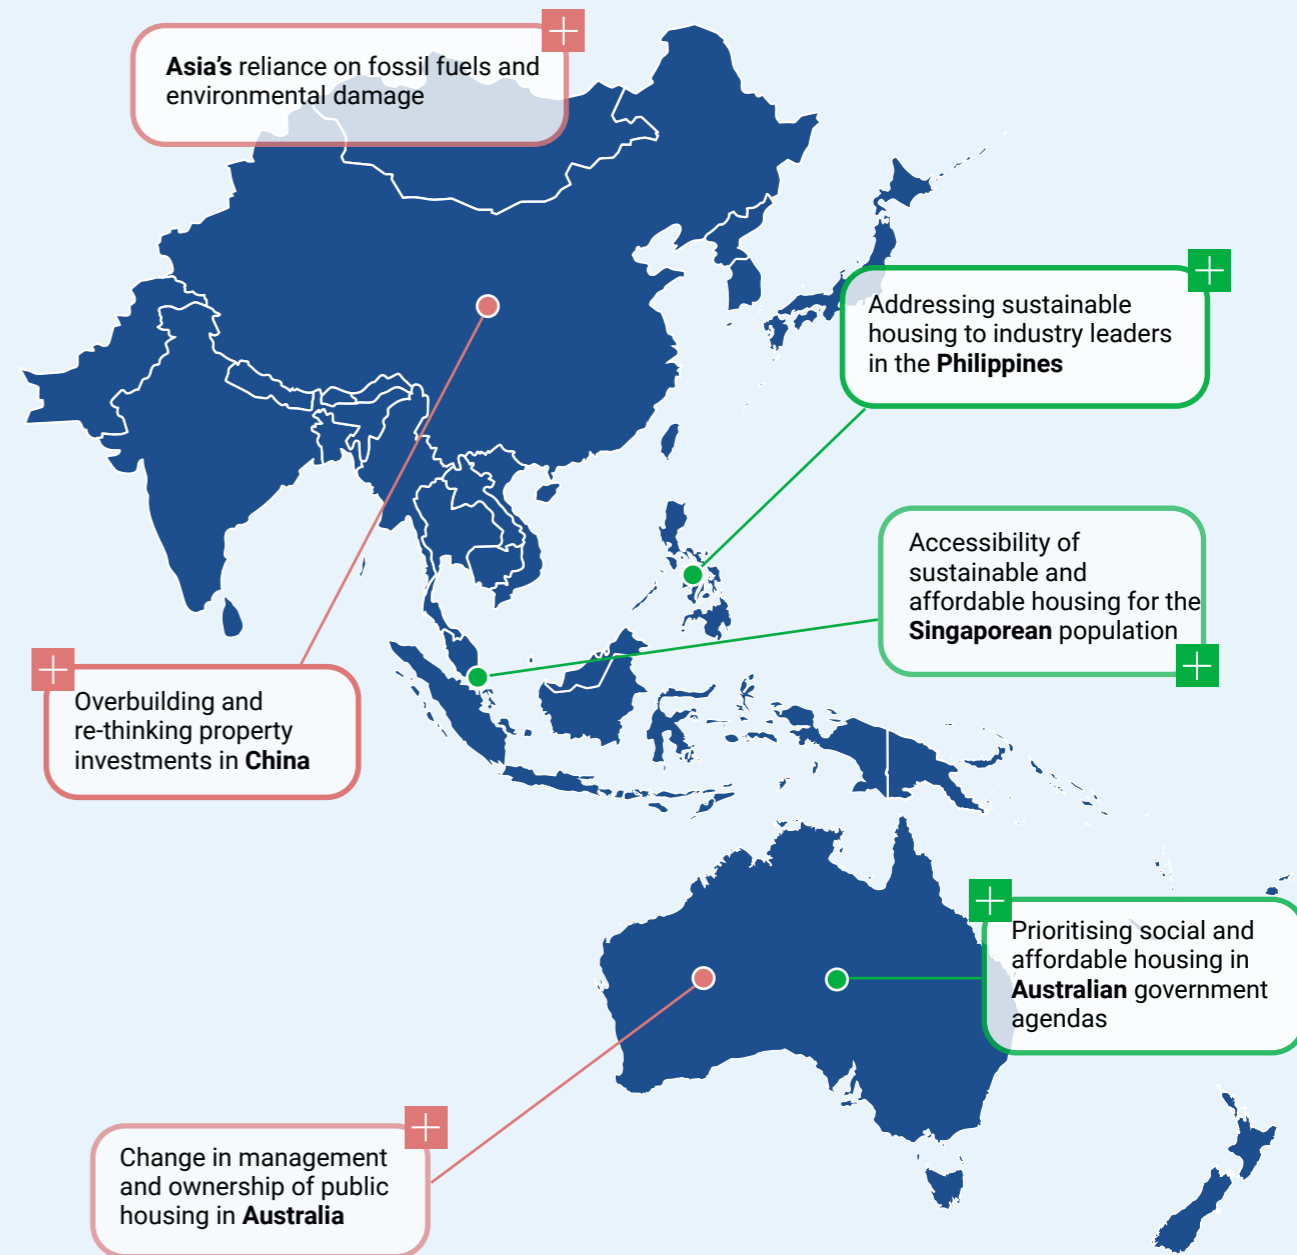 Asia's reliance on fossil fuels and
environmental damage
Addressing sustainable
housing to industry leaders
in the Philippines
Accessibility of
sustainable and
affordable housing for the
Singaporean population
Overbuilding and
re-thinking property
investments in China
Prioritising social and
affordable housing in
Australian government
agendas
Change in management
and ownership of public
housing in Australia